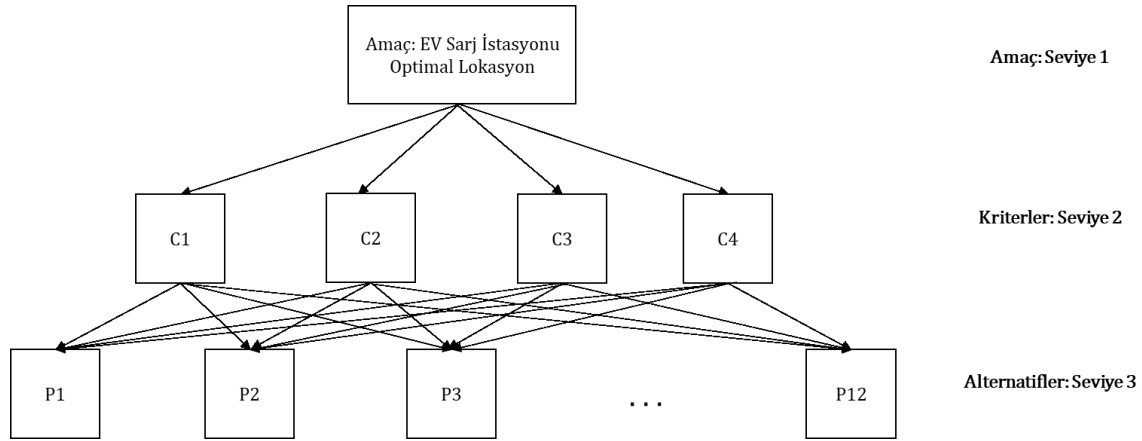 Amaç: EV Sarj İstasyonu
Optimal Lokasyon
Amaç: Seviye 1
C1
C2
C3
C4
Kriterler: Seviye 2
P1
P2
P3
...
P12
Alternatifler: Seviye 3